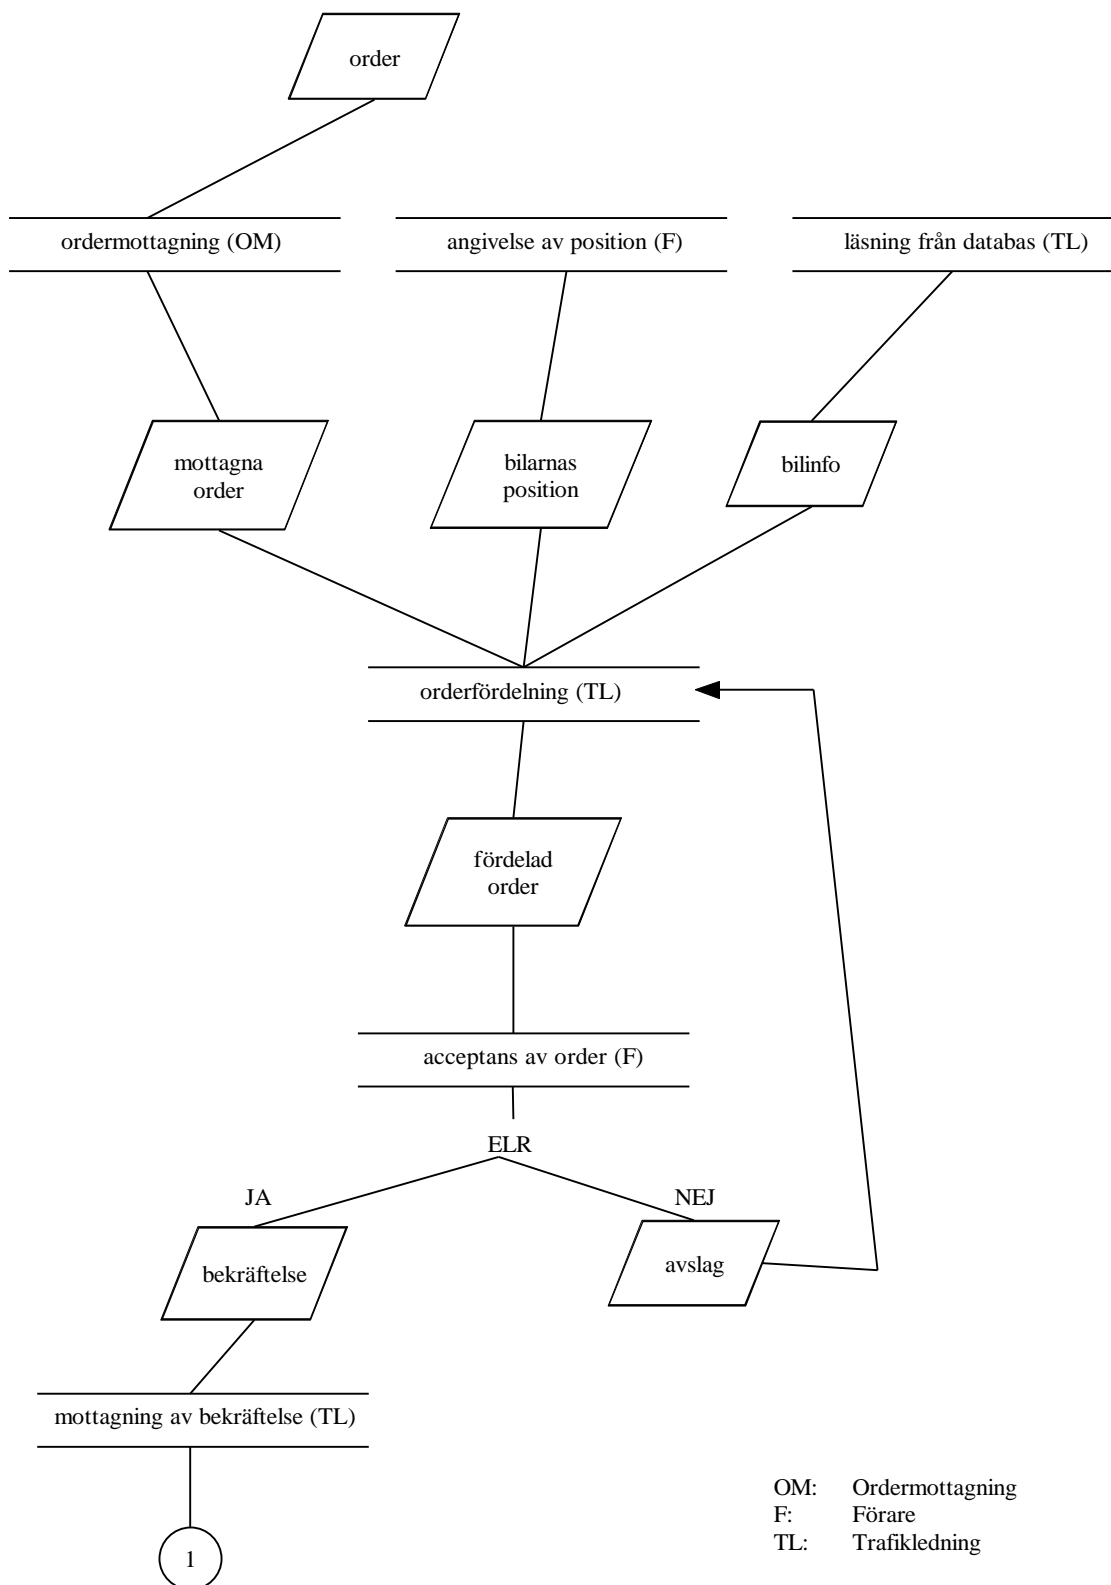 order
ordermottagning (OM)
angivelse av position (F)
läsning från databas (TL)
mottagna
order
bilarnas
position
bilinfo
orderfördelning (TL)
fördelad
order
acceptans av order (F)
ELR
JA
NEJ
bekräftelse
avslag
mottagning av bekräftelse (TL)
1
OM: Ordermottagning
F: Förare
TL: Trafikledning